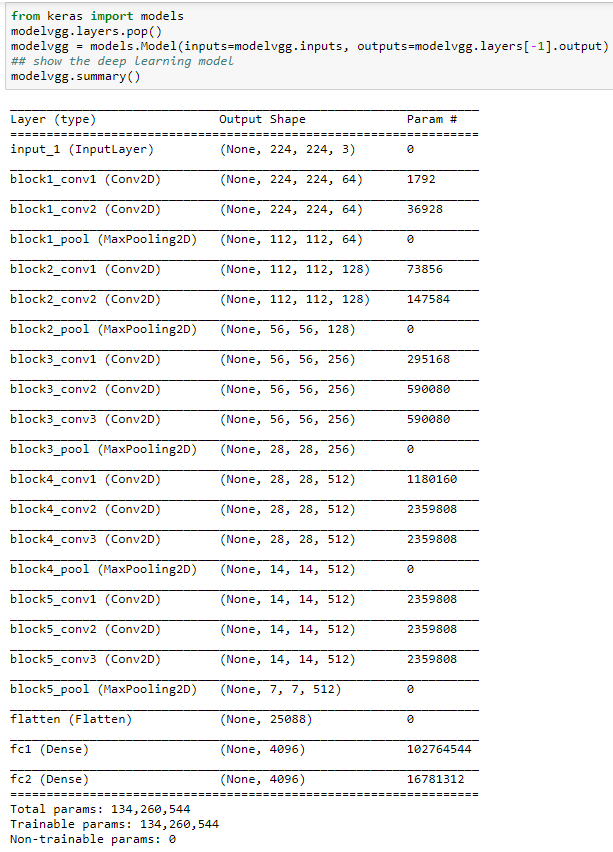 from keras import models
modelvgg.layers.pop()
modelvgg = models.Model(inputs=modelvgg.inputs, outputs=modelvgg.layers[-1].output)
## show the deep learning model
modelvgg.summary()
Layer (type) Output Shape Param #
input_1 (InputLayer) (None, 224, 224, 3) 0
block1_conv1 (Conv2D) (None, 224, 224, 64) 1792
block1_conv2 (Conv2D) (None, 224, 224, 64) 36928
block1_pool (MaxPooling2D) (None, 112, 112, 64) 0
block2_conv1 (Conv2D) (None, 112, 112, 128) 73856
block2_conv2 (Conv2D) (None, 112, 112, 128) 147584
block2_pool (MaxPooling2D) (None, 56, 56, 128) 0
block3_conv1 (Conv2D) (None, 56, 56, 256) 295168
block3_conv2 (Conv2D) (None, 56, 56, 256) 590080
block3_conv3 (Conv2D) (None, 56, 56, 256) 590080
block3_pool (MaxPooling2D) (None, 28, 28, 256) 0
block4_conv1 (Conv2D) (None, 28, 28, 512) 1180160
block4_conv2 (Conv2D) (None, 28, 28, 512) 2359808
block4_conv3 (Conv2D) (None, 28, 28, 512) 2359808
block4_pool (MaxPooling2D) (None, 14, 14, 512) 0
block5_conv1 (Conv2D) (None, 14, 14, 512) 2359808
block5_conv2 (Conv2D) (None, 14, 14, 512) 2359808
block5_conv3 (Conv2D) (None, 14, 14, 512) 2359808
block5_pool (MaxPooling2D) (None, 7, 7, 512) 0
flatten (Flatten) (None, 25088) 0
fc1 (Dense) (None, 4096) 102764544
fc2 (Dense) (None, 4096) 16781312
Total params: 134,260,544
Trainable params: 134,260,544
Non-trainable params: 0